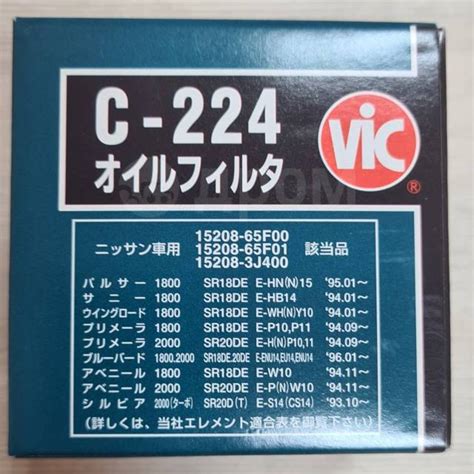 C-224
VIC
®
オイルフィルタ
15208-65F00
ニッサン車用 15208-65F01 該当品
15208-3J400
パルサー 1800 SR18DE E-HN(N)15 '95.01～
サニー 1800 SR18DE E-HB14 '94.01～
ウイングロード 1800 SR18DE E-WH(N)Y10 '94.01～
プリメーラ 1800 SR18DE E-P10,P11 '94.09～
プリメーラ 2000 SR20DE E-H(N)P10,11 '94.09～
ブルーバード 1800,2000 SR18DE,20DE E-ENU14,EU14,ENU14 '96.01～
アベニール 1800 SR18DE E-W10 '94.11～
アベニール 2000 SR20DE E-P(N)W10 '94.11～
シルビア 2000(ターボ) SR20D(T) E-S14(CS14) '93.10～
(詳しくは、当社エレメント適合表を御覧下さい)